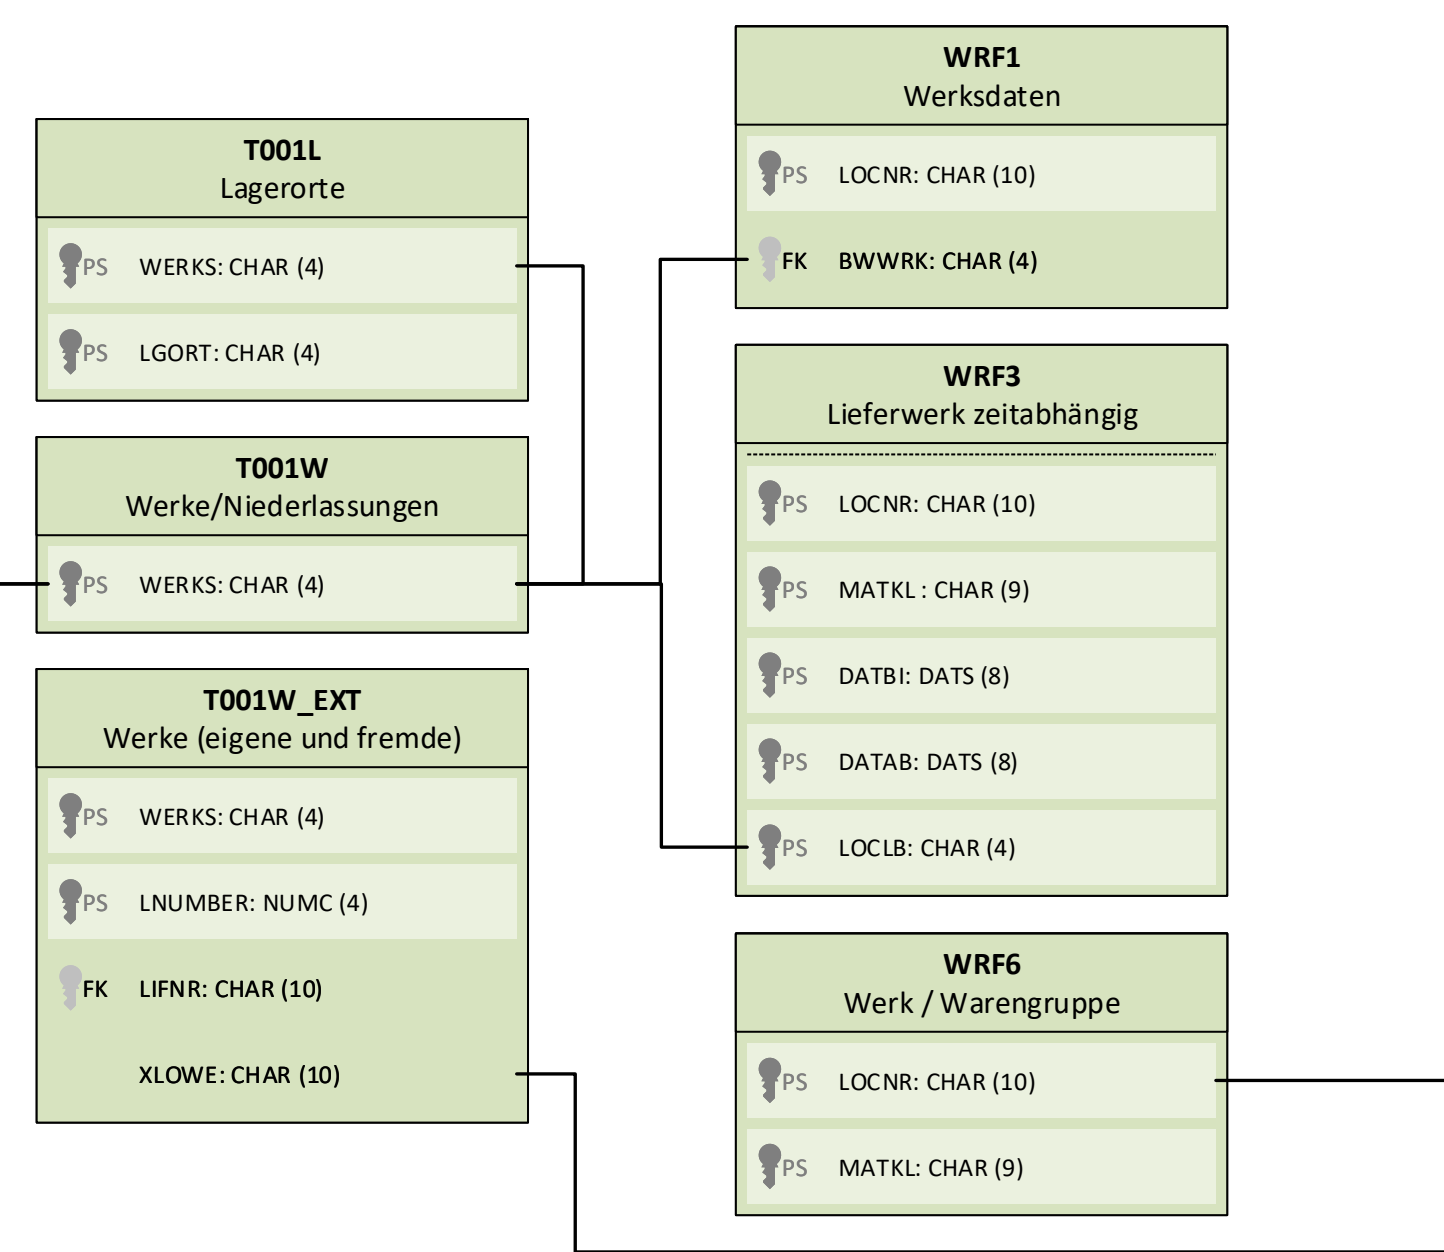 T001L
Lagerorte
PS WERKS: CHAR (4)
PS LGORT: CHAR (4)
T001W
Werke/Niederlassungen
PS WERKS: CHAR (4)
T001W_EXT
Werke (eigene und fremde)
PS WERKS: CHAR (4)
PS LNUMBER: NUMC (4)
FK LIFNR: CHAR (10)
XLOWE: CHAR (10)
WRF1
Werksdaten
PS LOCNR: CHAR (10)
FK BWWRK: CHAR (4)
WRF3
Lieferwerk zeitabhängig
PS LOCNR: CHAR (10)
PS MATKL : CHAR (9)
PS DATBI: DATS (8)
PS DATAB: DATS (8)
PS LOCLB: CHAR (4)
WRF6
Werk / Warengruppe
PS LOCNR: CHAR (10)
PS MATKL: CHAR (9)